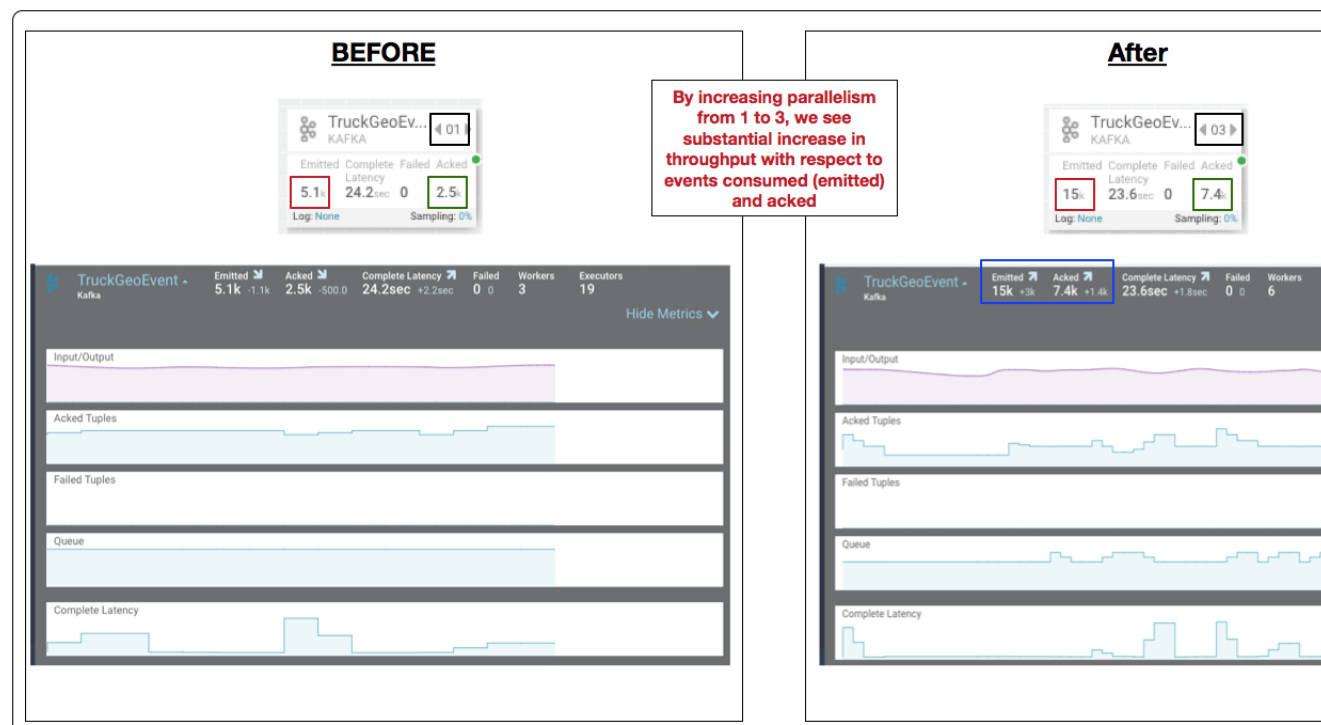 BEFORE
TruckGeoEv...
KAFKA
01
Emitted Complete Latency Failed Acked
5.1k 24.2sec 0 2.5k
Log: None Sampling: 0%
TruckGeoEvent
Kafka
Emitted Acked Complete Latency Failed Workers Executors
5.1k -1.1k 2.5k -500.0 24.2sec +2.2sec 0 0 3 19
Hide Metrics
Input/Output
Acked Tuples
Failed Tuples
Queue
Complete Latency
By increasing parallelism
from 1 to 3, we see
substantial increase in
throughput with respect to
events consumed (emitted)
and acked
After
TruckGeoEv...
KAFKA
03
Emitted Complete Latency Failed Acked
15k 23.6sec 0 7.4k
Log: None Sampling: 0%
TruckGeoEvent
Kafka
Emitted Acked Complete Latency Failed Workers
15k +3k 7.4k +1.4k 23.6sec +1.8sec 0 0 6
Input/Output
Acked Tuples
Failed Tuples
Queue
Complete Latency